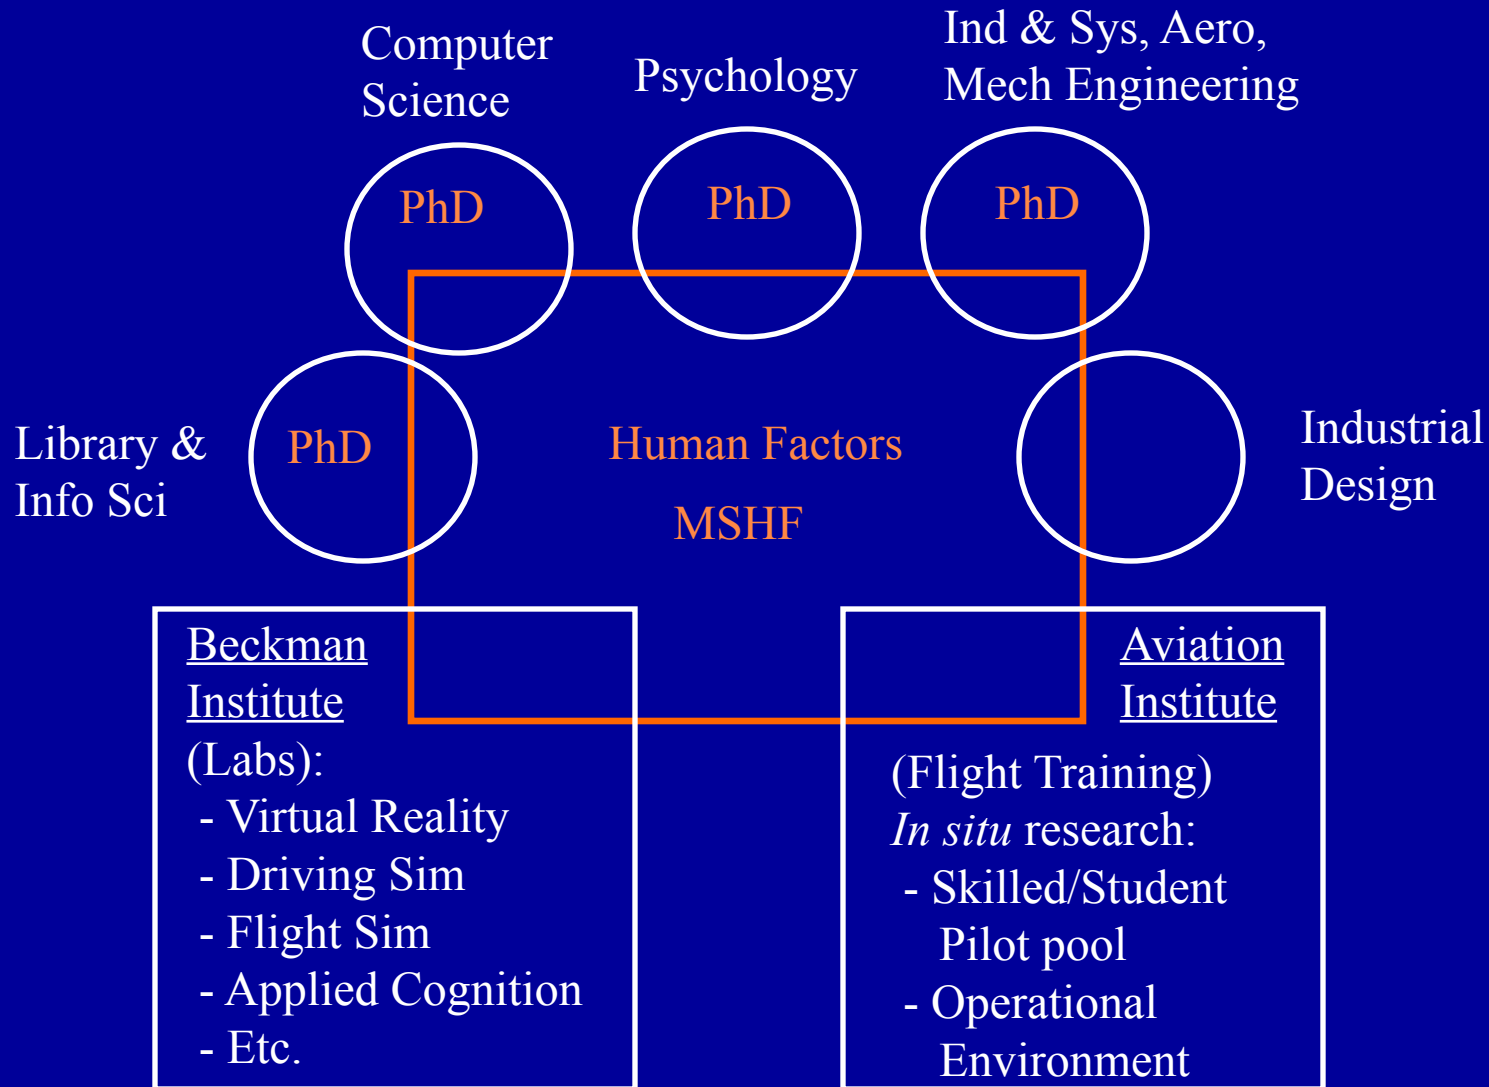 Computer
Science
Psychology
Ind & Sys, Aero,
Mech Engineering
PhD
PhD
PhD
Library &
Info Sci
PhD
Human Factors
MSHF
Industrial
Design
Beckman
Institute
(Labs):
- Virtual Reality
- Driving Sim
- Flight Sim
- Applied Cognition
- Etc.
Aviation
Institute
(Flight Training)
In situ research:
- Skilled/Student
Pilot pool
- Operational
Environment